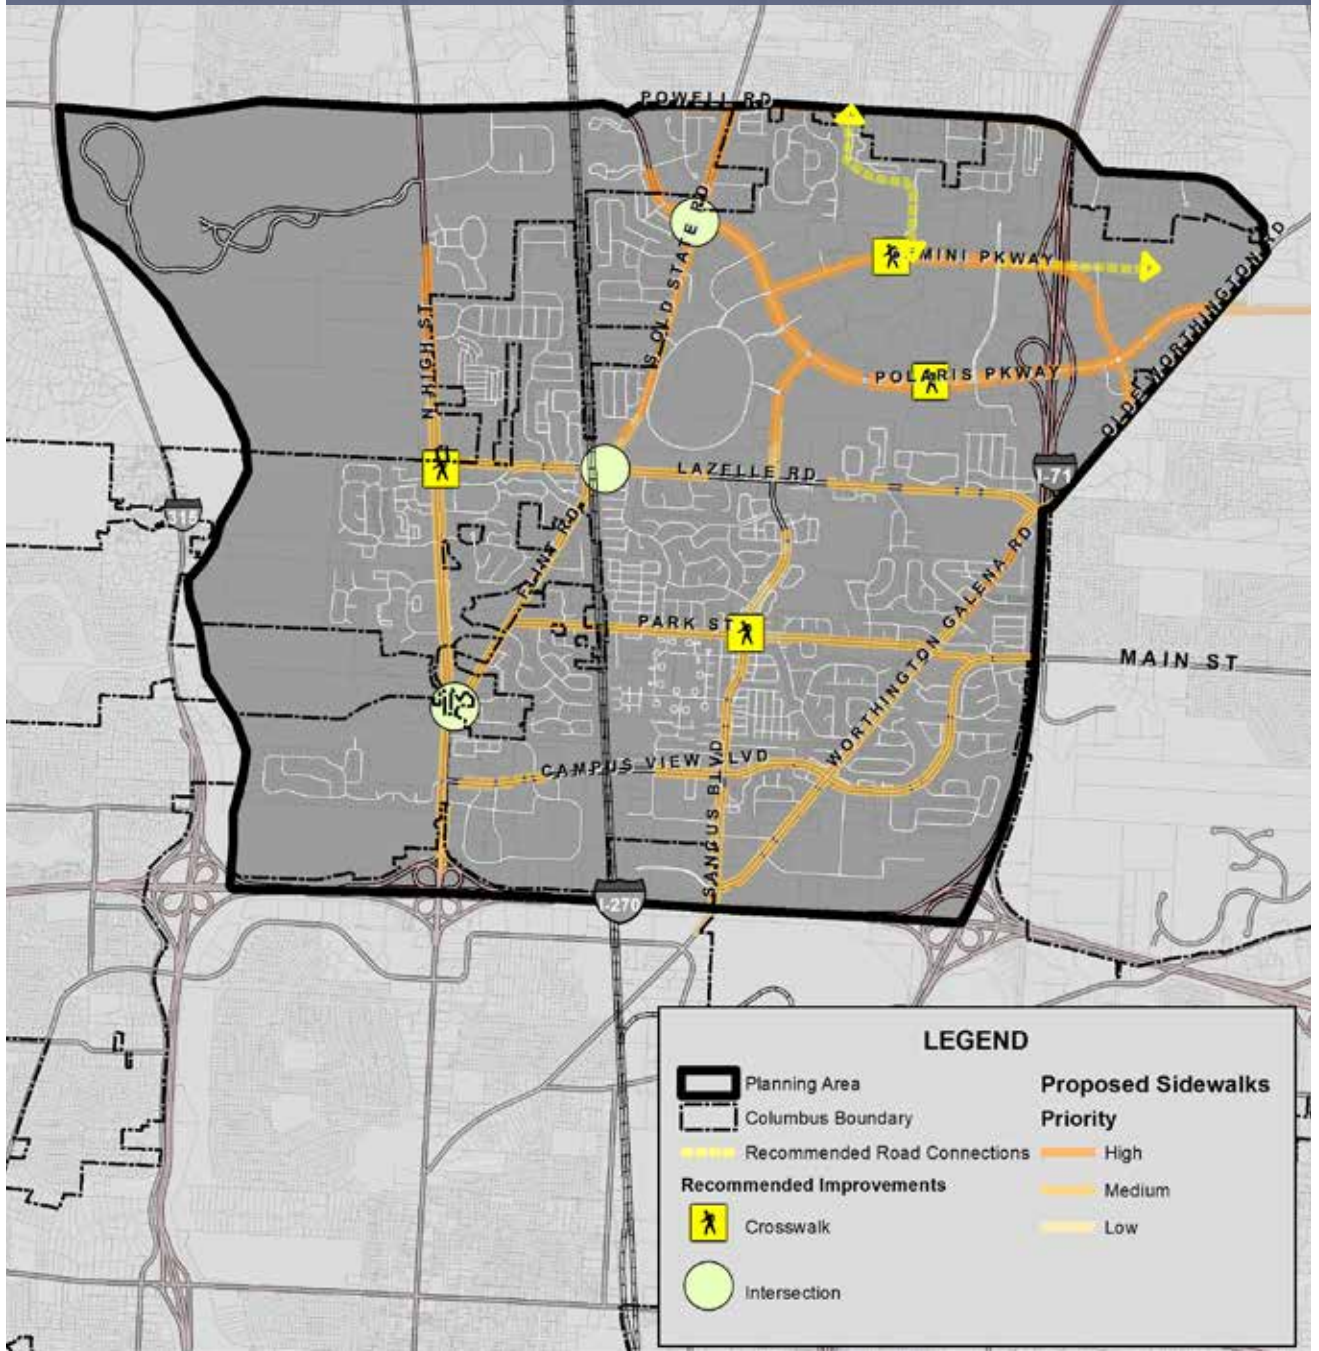 POWELL RD
S OLD STATE RD
GEMINI PKWAY
N HIGH ST
POLARIS PKWAY
OLDE WORTHINGTON RD
LAZELLE RD
I-71
315
FLINT RD
PARK ST
WORTHINGTON GALENA RD
MAIN ST
CAMPUS VIEW BLVD
SANCUS BLVD
I-270
LEGEND
Planning Area
Columbus Boundary
Recommended Road Connections
Recommended Improvements
Crosswalk
Intersection
Proposed Sidewalks
Priority
High
Medium
Low